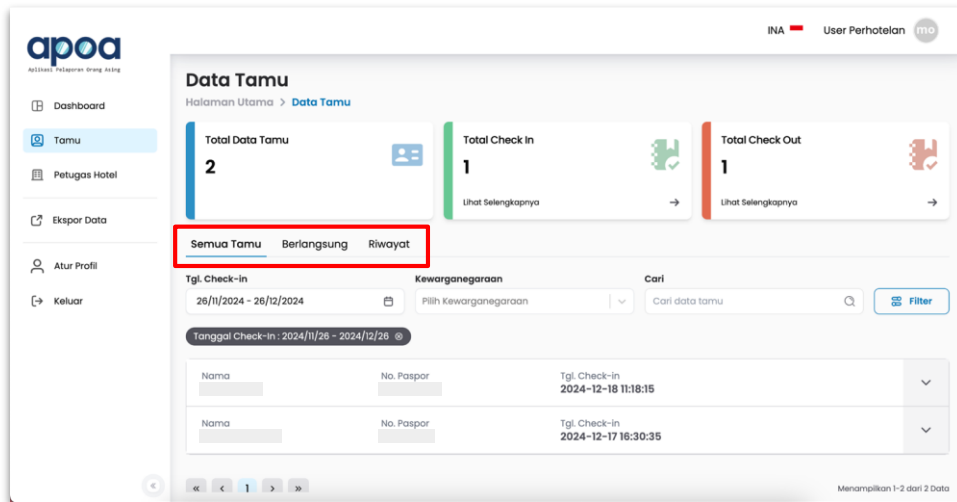 INA User Perhotelan mo
apoa
Aplikasi Pelaporan Orang Asing
Dashboard
Tamu
Petugas Hotel
Ekspor Data
Atur Profil
Keluar
Data Tamu
Halaman Utama > Data Tamu
Total Data Tamu
2
Total Check In
1
Lihat Selengkapnya →
Total Check Out
1
Lihat Selengkapnya →
Semua Tamu Berlangsung Riwayat
Tgl. Check-in Kewarganegaraan Cari
26/11/2024 - 26/12/2024 Pilih Kewarganegaraan Cari data tamu Filter
Tanggal Check-In : 2024/11/26 - 2024/12/26
Nama No. Paspor Tgl. Check-in
2024-12-18 11:18:15
Nama No. Paspor Tgl. Check-in
2024-12-17 16:30:35
« ‹ 1 › » Menampilkan 1-2 dari 2 Data